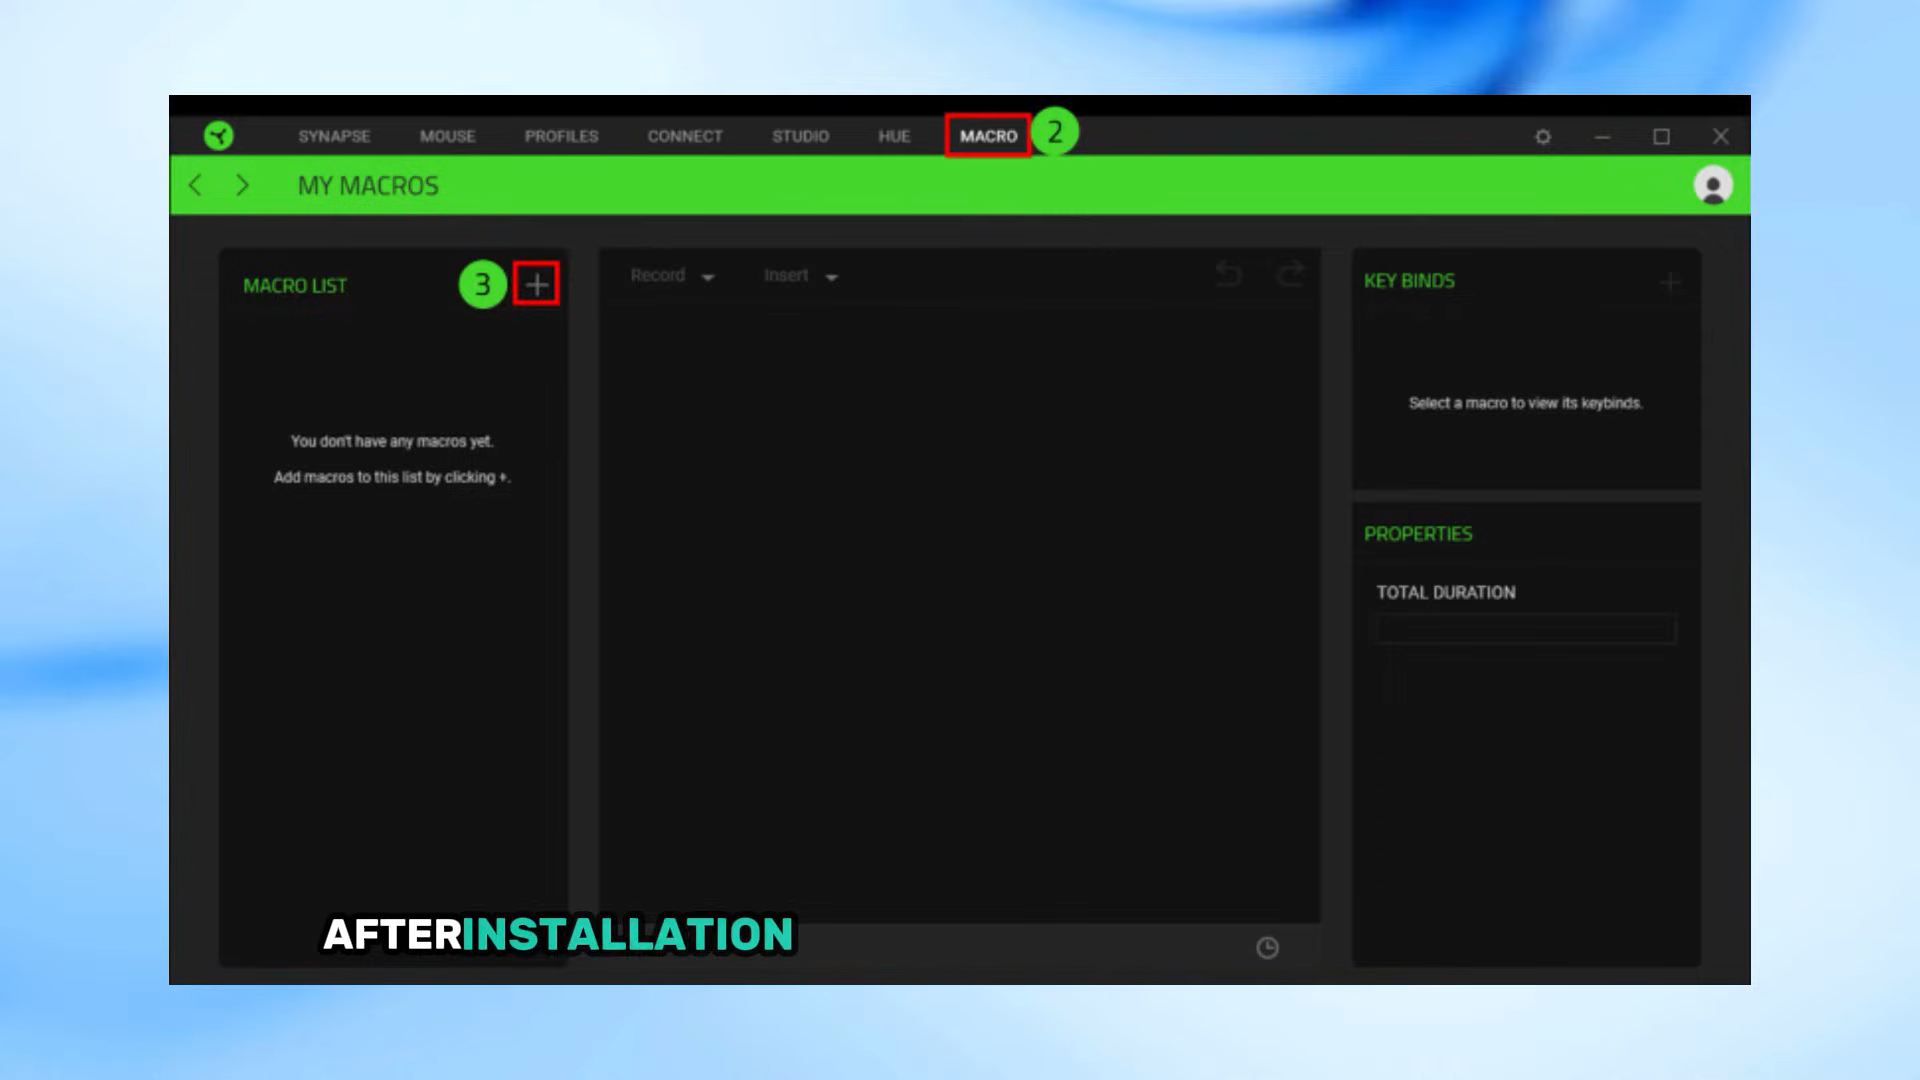 SYNAPSE MOUSE PROFILES CONNECT STUDIO HUE MACRO 2
MY MACROS
MACRO LIST 3 +
Record Insert
KEY BINDS +
You don't have any macros yet.
Add macros to this list by clicking +.
Select a macro to view its keybinds.
PROPERTIES
TOTAL DURATION
AFTER INSTALLATION